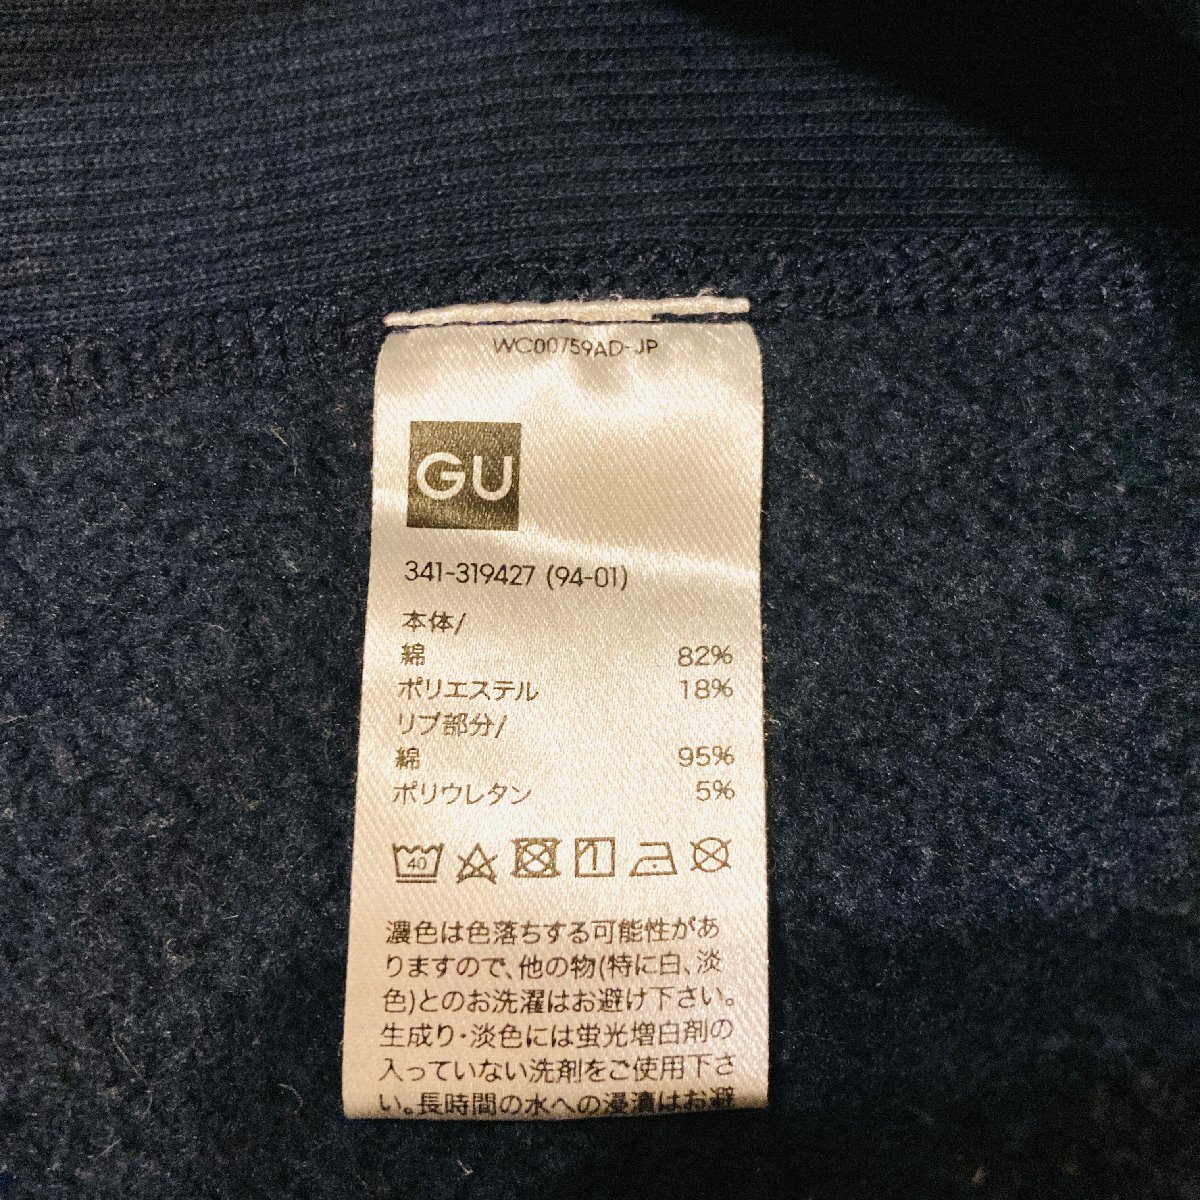 WC00759AD-JP
GU
341-319427 (94-01)
本体/
綿 82%
ポリエステル 18%
リブ部分/
綿 95%
ポリウレタン 5%
40
濃色は色落ちする可能性があ
りますので、他の物(特に白、淡
色)とのお洗濯はお避け下さい。
生成り・淡色には蛍光増白剤の
入っていない洗剤をご使用下さ
い。長時間の水への浸漬はお避